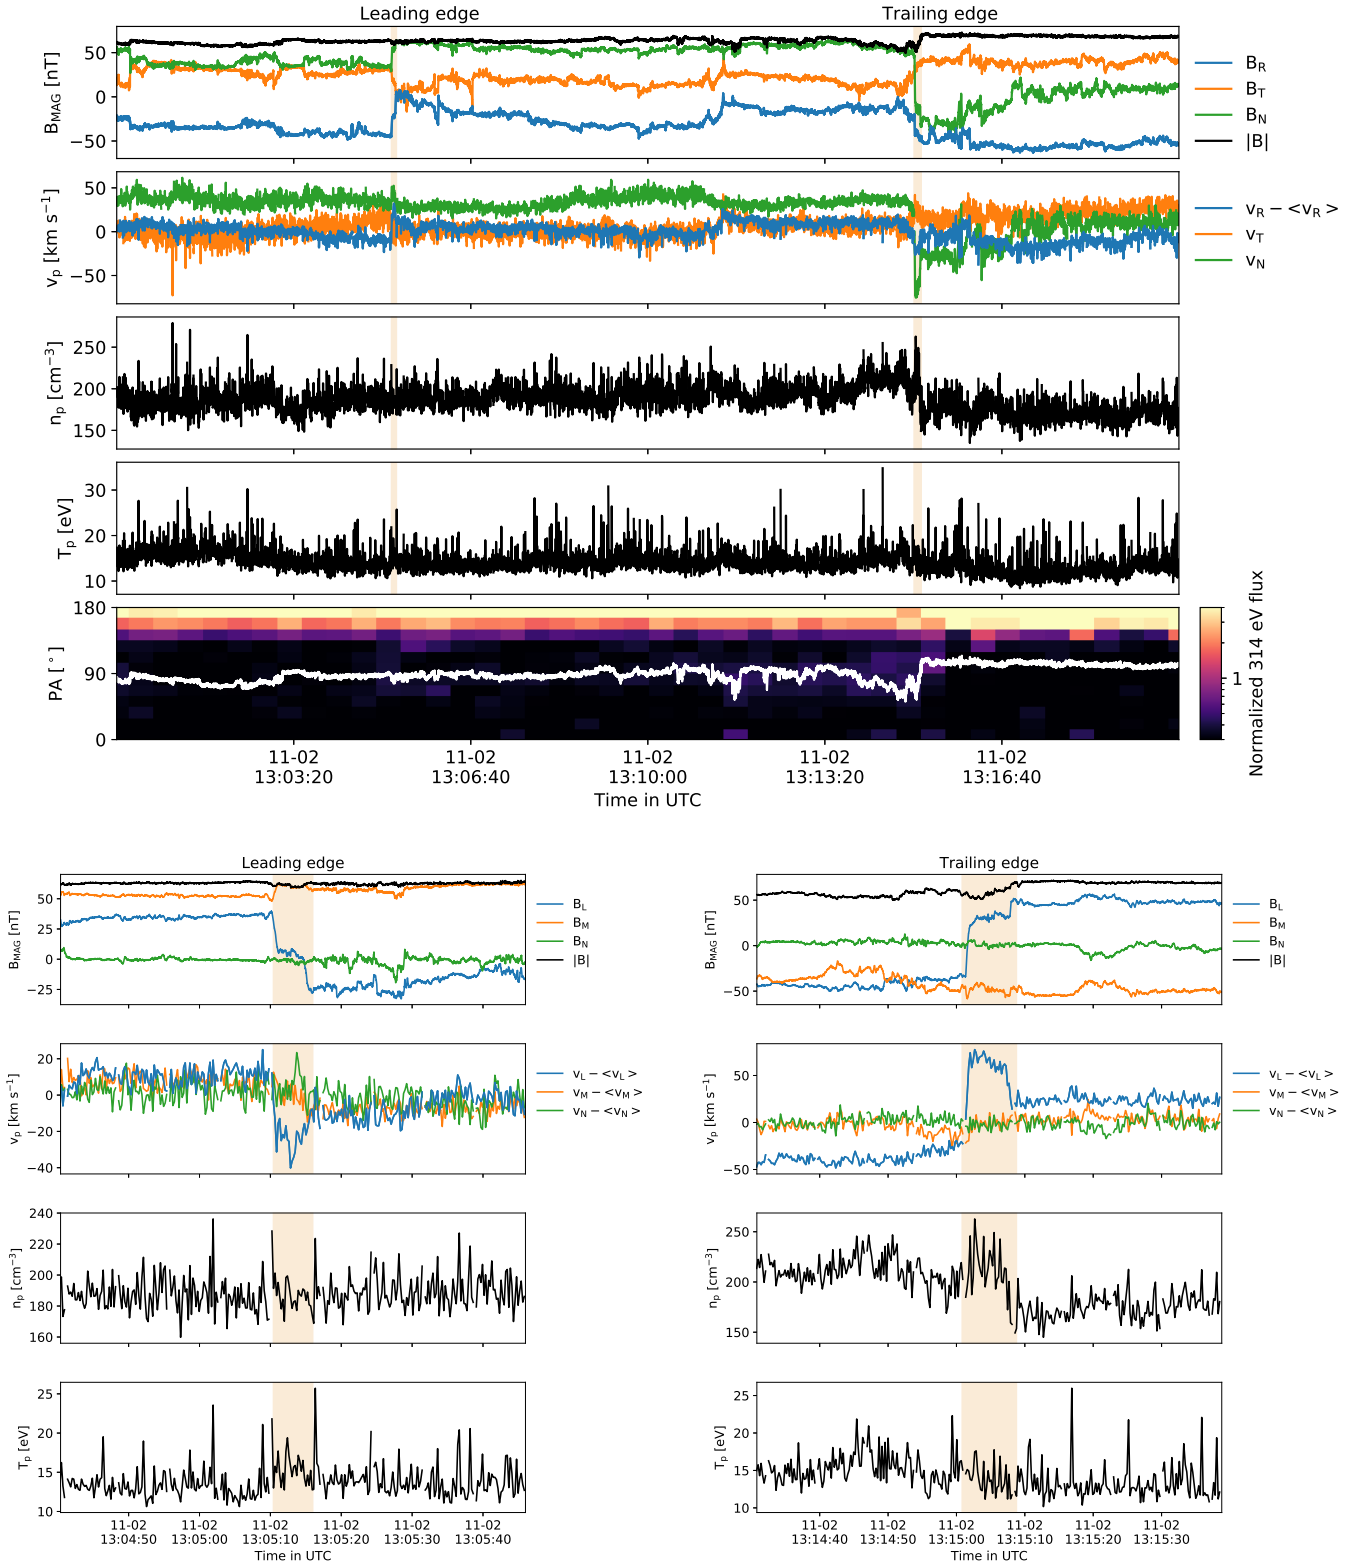 Leading edge
Trailing edge
50
0
−50
B_MAG [nT]
B_R
B_T
B_N
|B|
50
0
−50
v_p [km s⁻¹]
v_R − <v_R>
v_T
v_N
250
200
150
n_p [cm⁻³]
30
20
10
T_p [eV]
180
90
0
PA [°]
1
Normalized 314 eV flux
11-02 11-02 11-02 11-02 11-02
13:03:20 13:06:40 13:10:00 13:13:20 13:16:40
Time in UTC
Leading edge
50
25
0
−25
B_MAG [nT]
B_L
B_M
B_N
|B|
20
0
−20
−40
v_p [km s⁻¹]
v_L − <v_L>
v_M − <v_M>
v_N − <v_N>
240
220
200
180
160
n_p [cm⁻³]
25
20
15
10
T_p [eV]
11-02 11-02 11-02 11-02 11-02 11-02
13:04:50 13:05:00 13:05:10 13:05:20 13:05:30 13:05:40
Time in UTC
Trailing edge
50
0
−50
B_MAG [nT]
B_L
B_M
B_N
|B|
50
0
−50
v_p [km s⁻¹]
v_L − <v_L>
v_M − <v_M>
v_N − <v_N>
250
200
150
n_p [cm⁻³]
25
20
15
10
T_p [eV]
11-02 11-02 11-02 11-02 11-02 11-02
13:14:40 13:14:50 13:15:00 13:15:10 13:15:20 13:15:30
Time in UTC